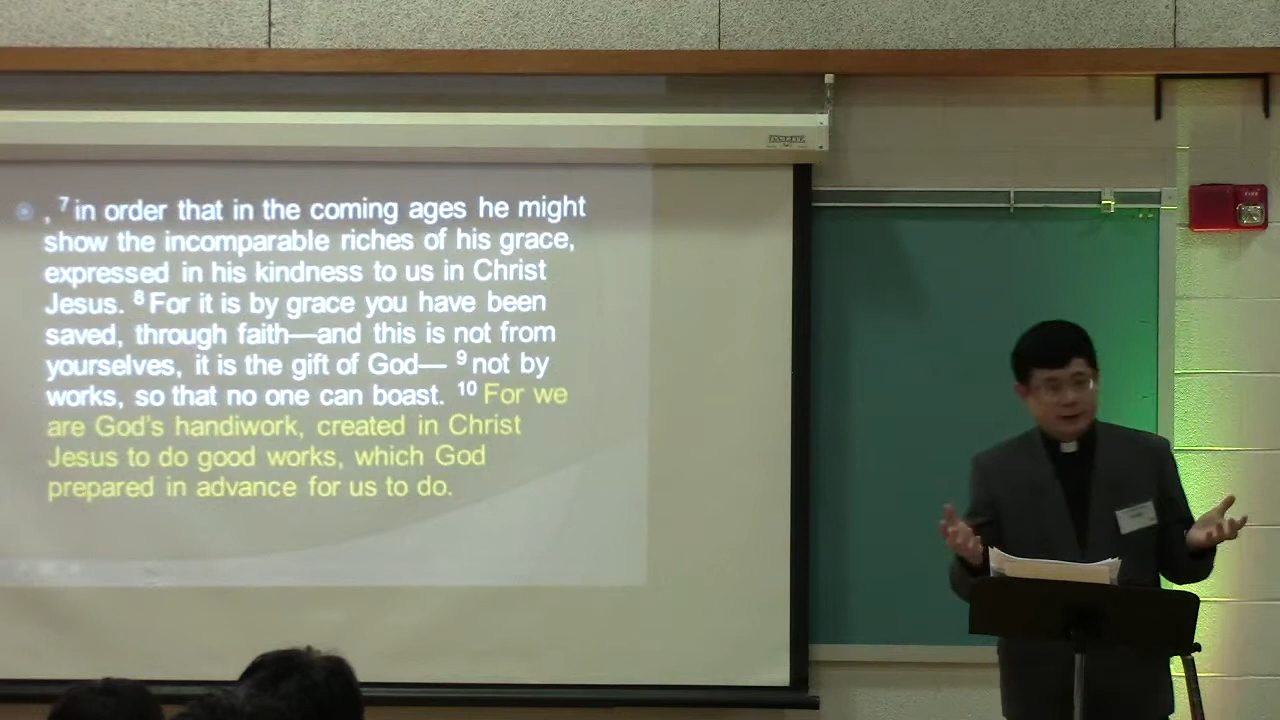 DA-LITE
, 7 in order that in the coming ages he might
show the incomparable riches of his grace,
expressed in his kindness to us in Christ
Jesus. 8 For it is by grace you have been
saved, through faith—and this is not from
yourselves, it is the gift of God— 9 not by
works, so that no one can boast. 10 For we
are God's handiwork, created in Christ
Jesus to do good works, which God
prepared in advance for us to do.
FIRE